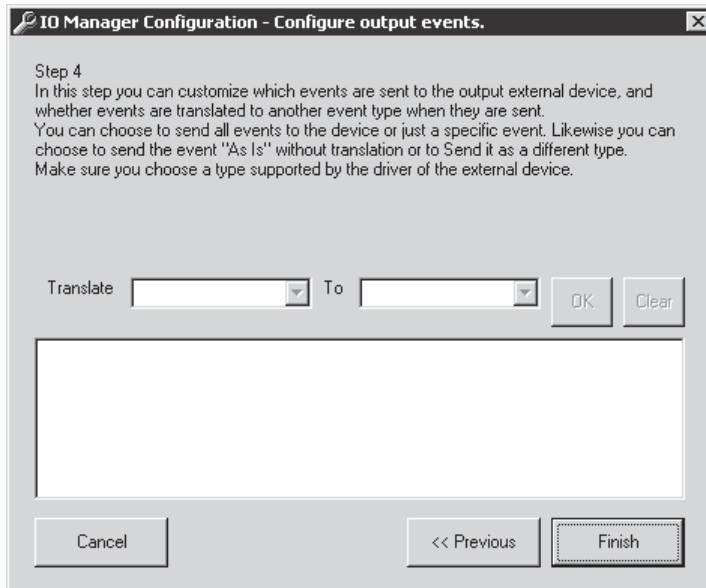 IO Manager Configuration - Configure output events.
Step 4
In this step you can customize which events are sent to the output external device, and
whether events are translated to another event type when they are sent.
You can choose to send all events to the device or just a specific event. Likewise you can
choose to send the event "As Is" without translation or to Send it as a different type.
Make sure you choose a type supported by the driver of the external device.
Translate To OK Clear
Cancel << Previous Finish